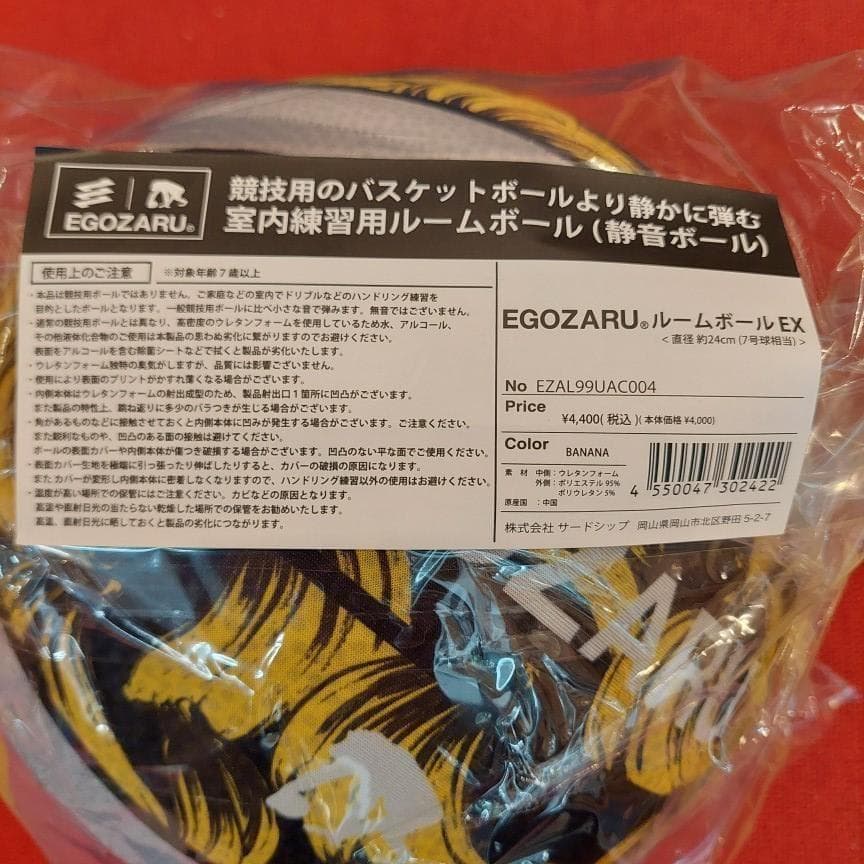 EGOZARU®
競技用のバスケットボールより静かに弾む
室内練習用ルームボール(静音ボール)
使用上のご注意 ※対象年齢7歳以上
・本品は競技用ボールではありません。ご家庭などの室内でドリブルなどのハンドリング練習を
目的としたボールとなります。一般競技用ボールに比べ小さな音で弾みます。無音ではございません。
・通常の競技用ボールとは異なり、高密度のウレタンフォームを使用しているため水、アルコール、
その他液体化合物のご使用は本製品の思わぬ劣化に繋がりますのでお避けください。
表面をアルコールを含む除菌シートなどで拭くと製品が劣化いたします。
・ウレタンフォーム独特の臭気がしますが、品質には影響ございません。
・使用により表面のプリントがかすれ薄くなる場合がございます。
・内側本体はウレタンフォームの射出成型のため、製品射出口1箇所に凹凸がございます。
また製品の特性上、跳ね返りに多少のバラつきが生じる場合がございます。
・角があるものなどに接触させておくと内側本体に凹みが発生する場合がございます。ご注意ください。
また鋭利なものや、凹凸のある面の接触は避けてください。
ボールの表面カバーや内側本体が傷つき破損する場合がございます。凹凸のない平な面でご使用ください。
・表面カバー生地を極端に引っ張ったり伸ばしたりすると、カバーの破損の原因になります。
またカバーが変形し内側本体に密着しなくなりますので、ハンドリング練習以外の使用はお避けください。
・湿度が高い場所での保管にはご注意ください。カビなどの原因となります。
高温や直射日光の当たらない乾燥した場所での保管をお勧めいたします。
高温、直射日光に晒しておくと製品の劣化につながります。
EGOZARU®ルームボールEX
<直径 約24cm(7号球相当)>
No EZAL99UAC004
Price
¥4,400(税込)(本体価格 ¥4,000)
Color BANANA
素 材 中側:ウレタンフォーム
外側:ポリエステル 95%
ポリウレタン 5%
原産国 :中国
4 550047 302422
株式会社 サードシップ 岡山県岡山市北区野田 5-2-7